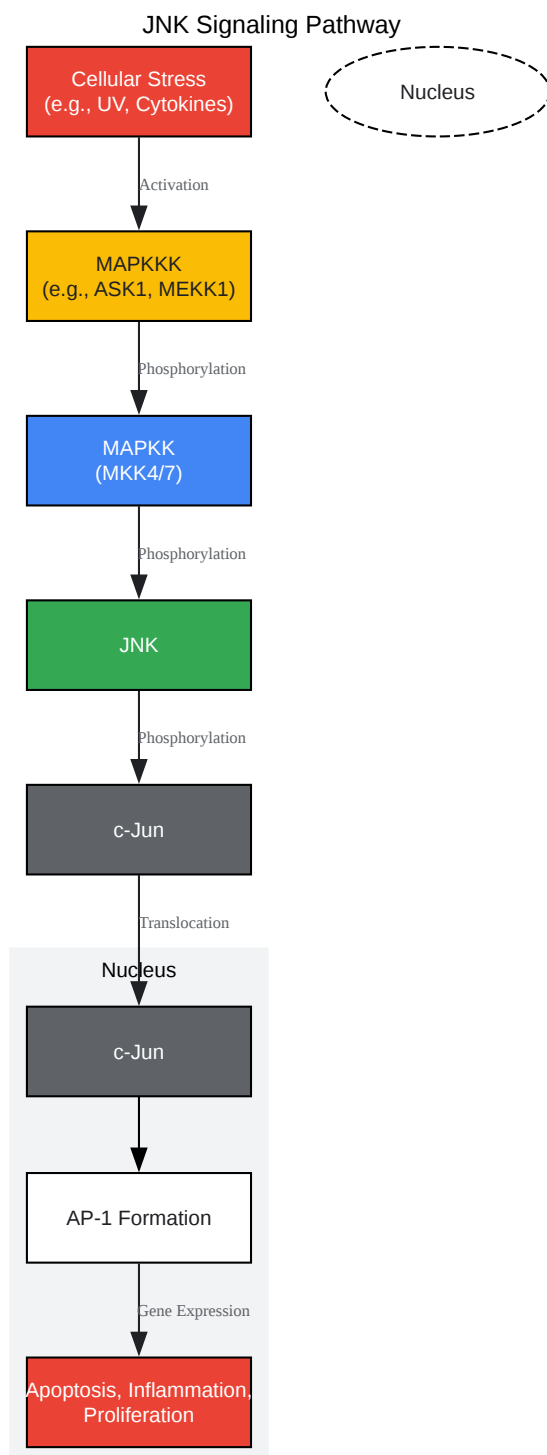 JNK Signaling Pathway
Cellular Stress
(e.g., UV, Cytokines)
Nucleus
Activation
MAPKKK
(e.g., ASK1, MEKK1)
Phosphorylation
MAPKK
(MKK4/7)
Phosphorylation
JNK
Phosphorylation
c-Jun
Translocation
Nucleus
c-Jun
AP-1 Formation
Gene Expression
Apoptosis, Inflammation,
Proliferation